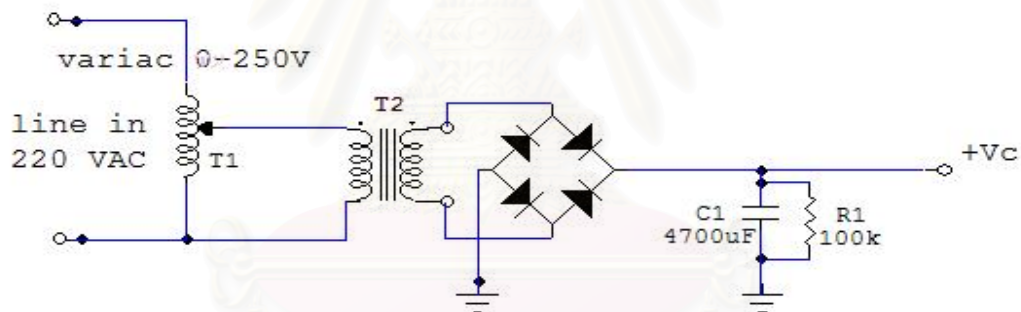 variac 0-250V
line in
220 VAC
T1
T2
+Vc
C1
4700uF
R1
100k